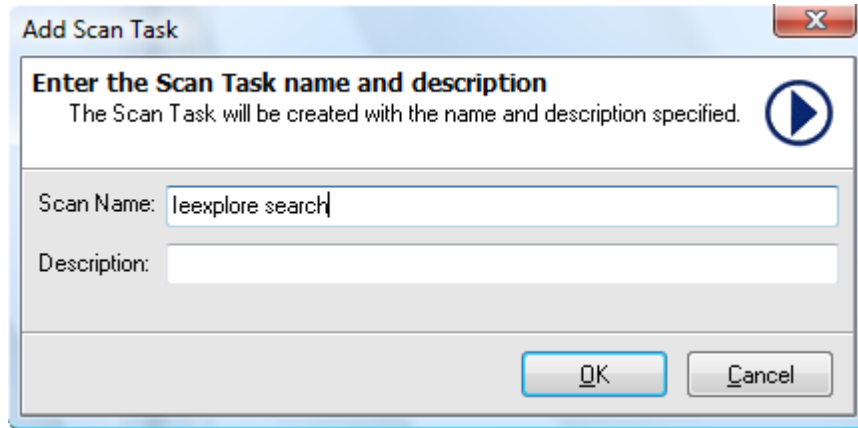 Add Scan Task
Enter the Scan Task name and description
The Scan Task will be created with the name and description specified.
Scan Name: Ieexplore search
Description:
OK Cancel